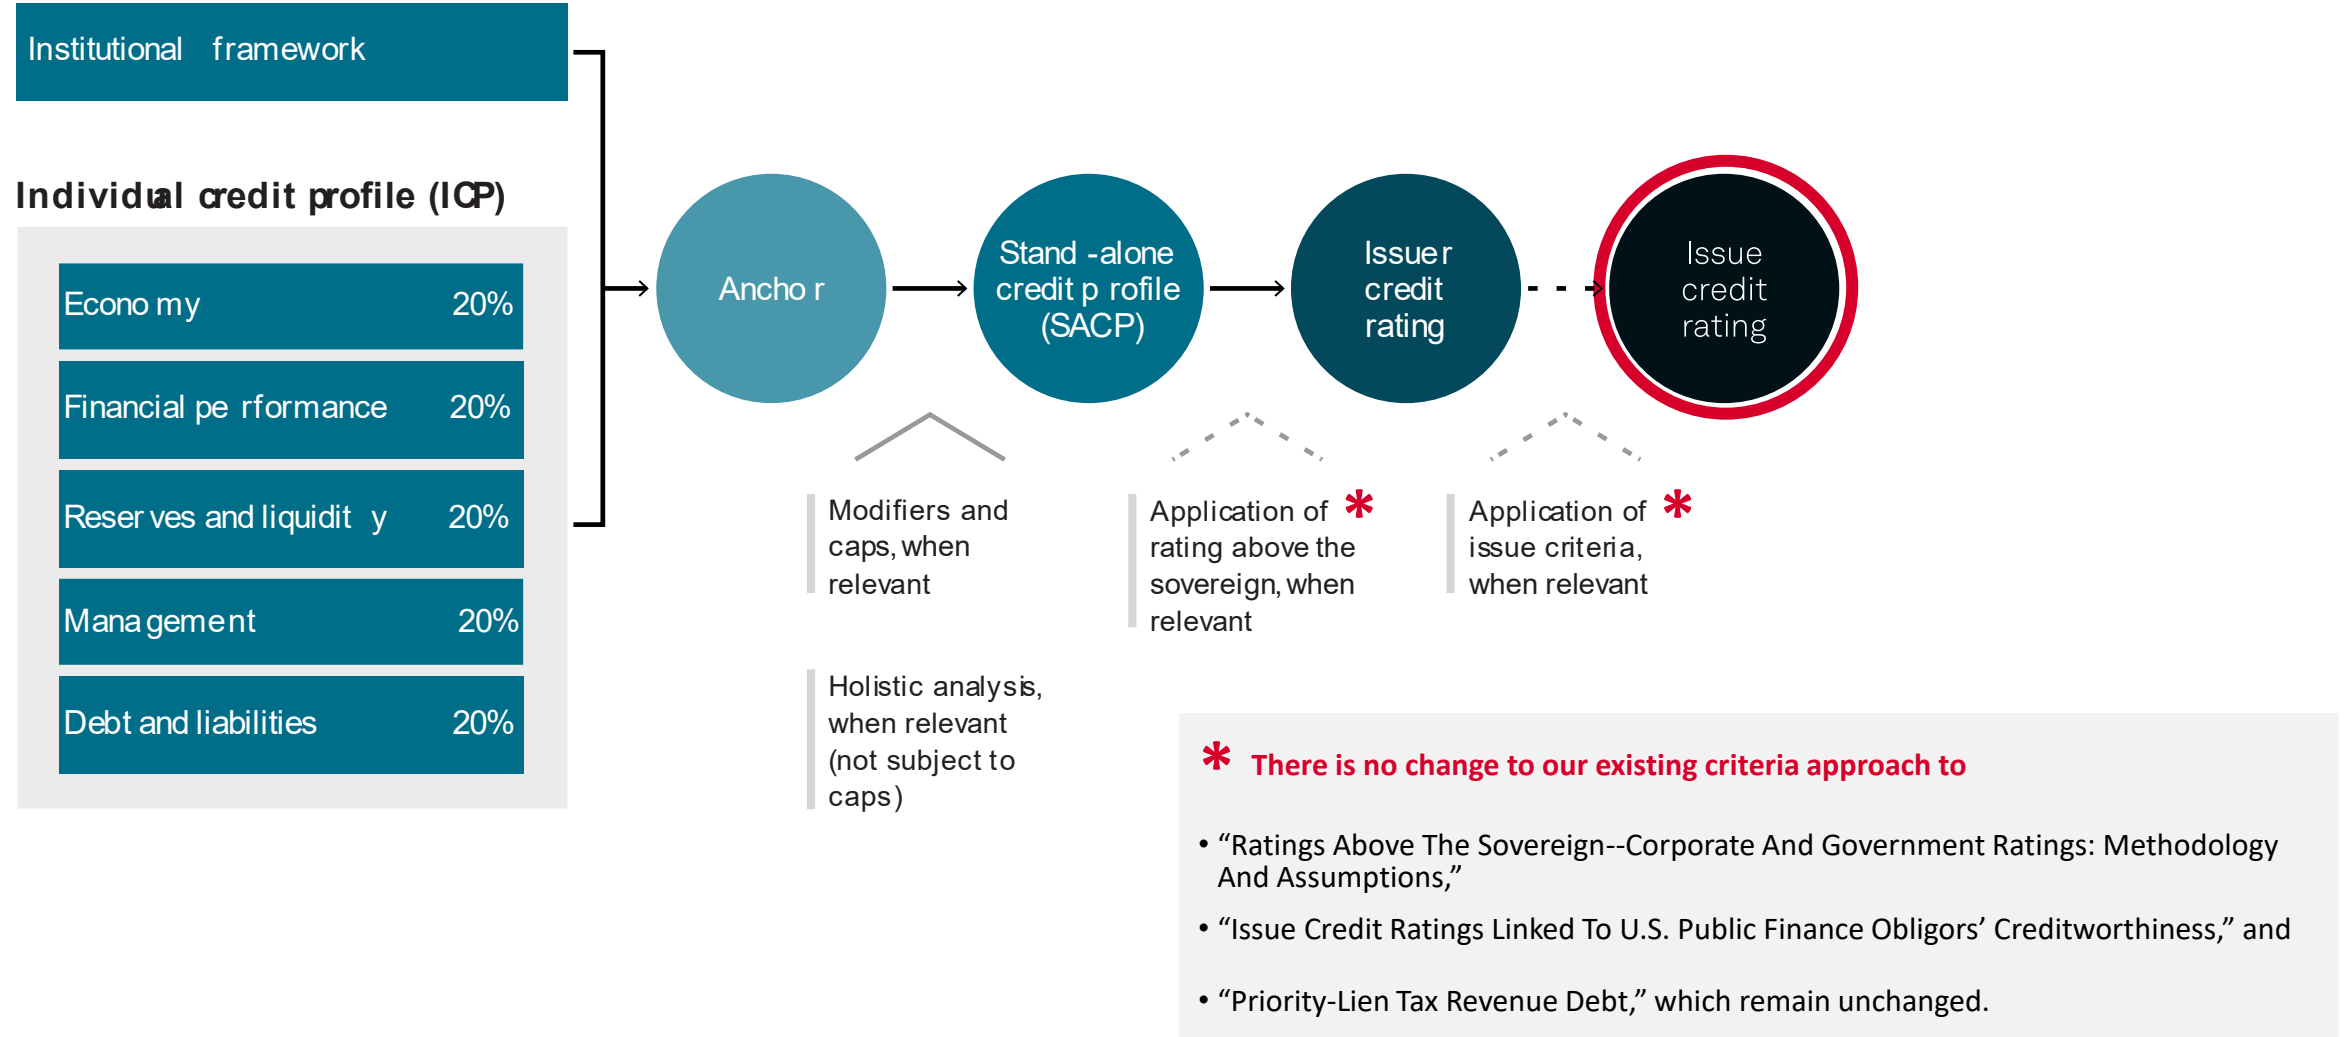 Institutional framework
Individual credit profile (ICP)
Economy 20%
Financial performance 20%
Reserves and liquidity 20%
Management 20%
Debt and liabilities 20%
Anchor
Stand-alone
credit profile
(SACP)
Issuer
credit
rating
Issue
credit
rating
Modifiers and
caps, when
relevant
Holistic analysis,
when relevant
(not subject to
caps)
Application of *
rating above the
sovereign, when
relevant
Application of *
issue criteria,
when relevant
* There is no change to our existing criteria approach to
• “Ratings Above The Sovereign--Corporate And Government Ratings: Methodology
And Assumptions,”
• “Issue Credit Ratings Linked To U.S. Public Finance Obligors’ Creditworthiness,” and
• “Priority-Lien Tax Revenue Debt,” which remain unchanged.